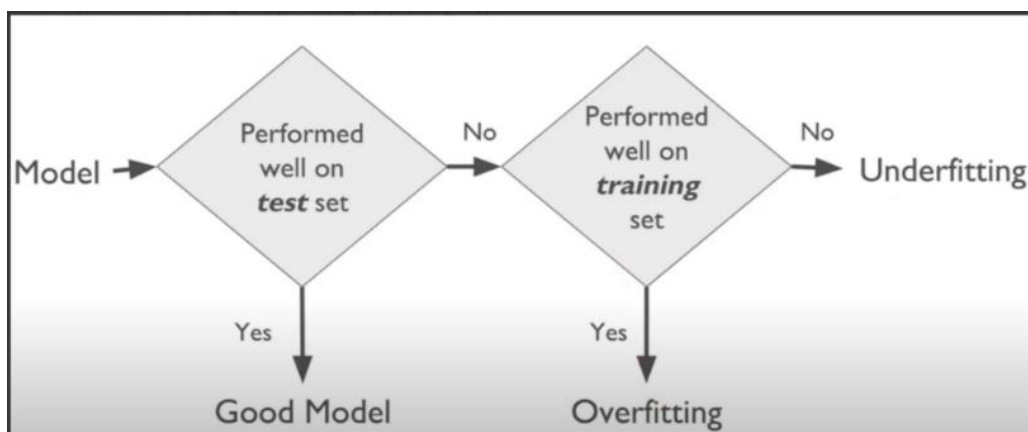 Model
Performed
well on
test set
No
Performed
well on
training
set
No
Underfitting
Yes
Yes
Good Model
Overfitting